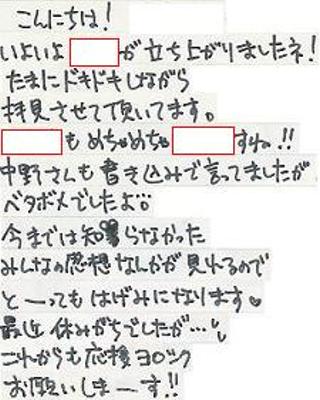 こんにちは!
いよいよ が立ち上がりましたネ!
たまにドキドキしながら
拝見させて頂いてます。
も めちゃめちゃ すねっ!!
中野さんも書き込みで言ってましたが
ベタボメでしたよ
今までは知らなかった
みんなの感想なんかが見れるので
とーってもはげみになります♥
最近休みがちでしたが…
これからも応援ヨロシク
お願いしまーす!!